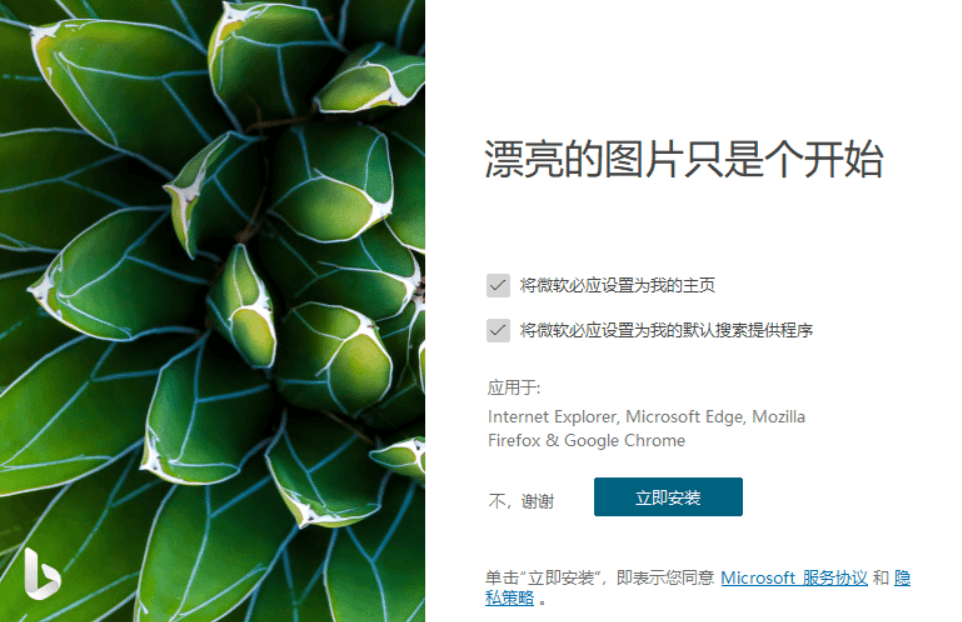 漂亮的图片只是个开始
将微软必应设置为我的主页
将微软必应设置为我的默认搜索提供程序
应用于:
Internet Explorer, Microsoft Edge, Mozilla
Firefox & Google Chrome
不，谢谢
立即安装
单击“立即安装”，即表示您同意 Microsoft 服务协议 和 隐
私策略 。